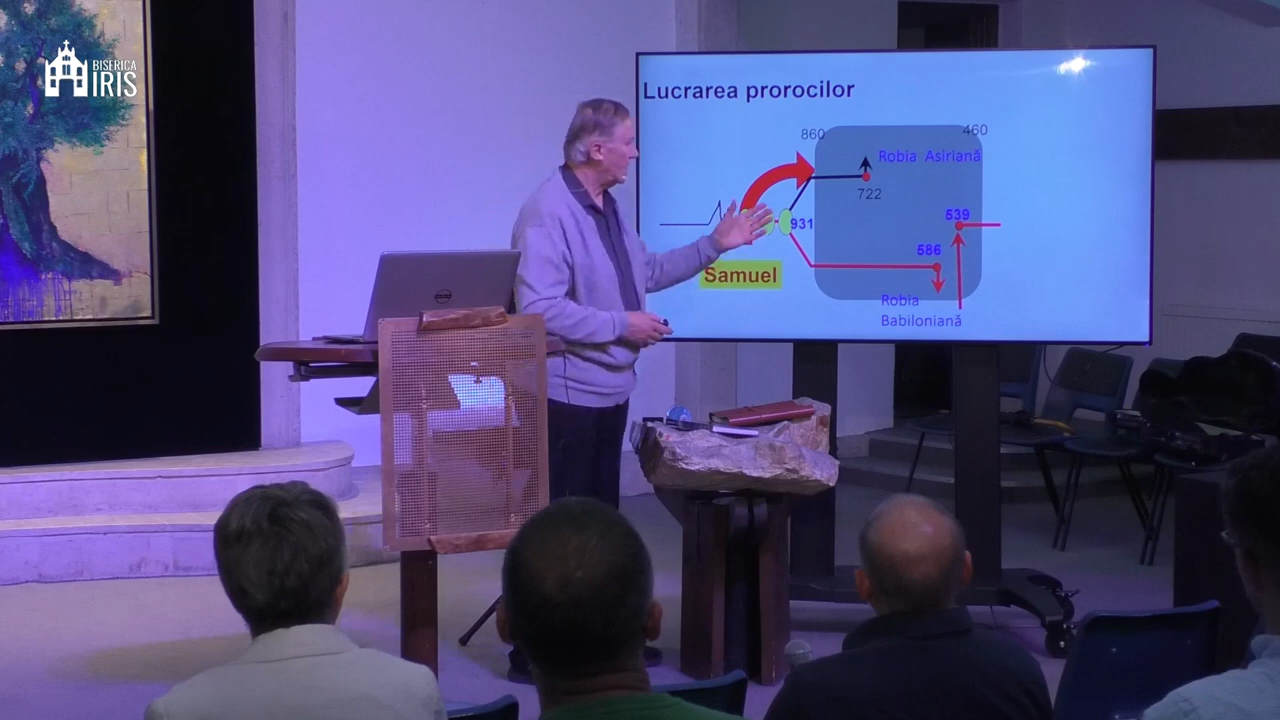 BISERICA
IRIS
Lucrarea prorocilor
860
460
Robia Asiriană
722
931
539
586
Samuel
Robia
Babiloniană